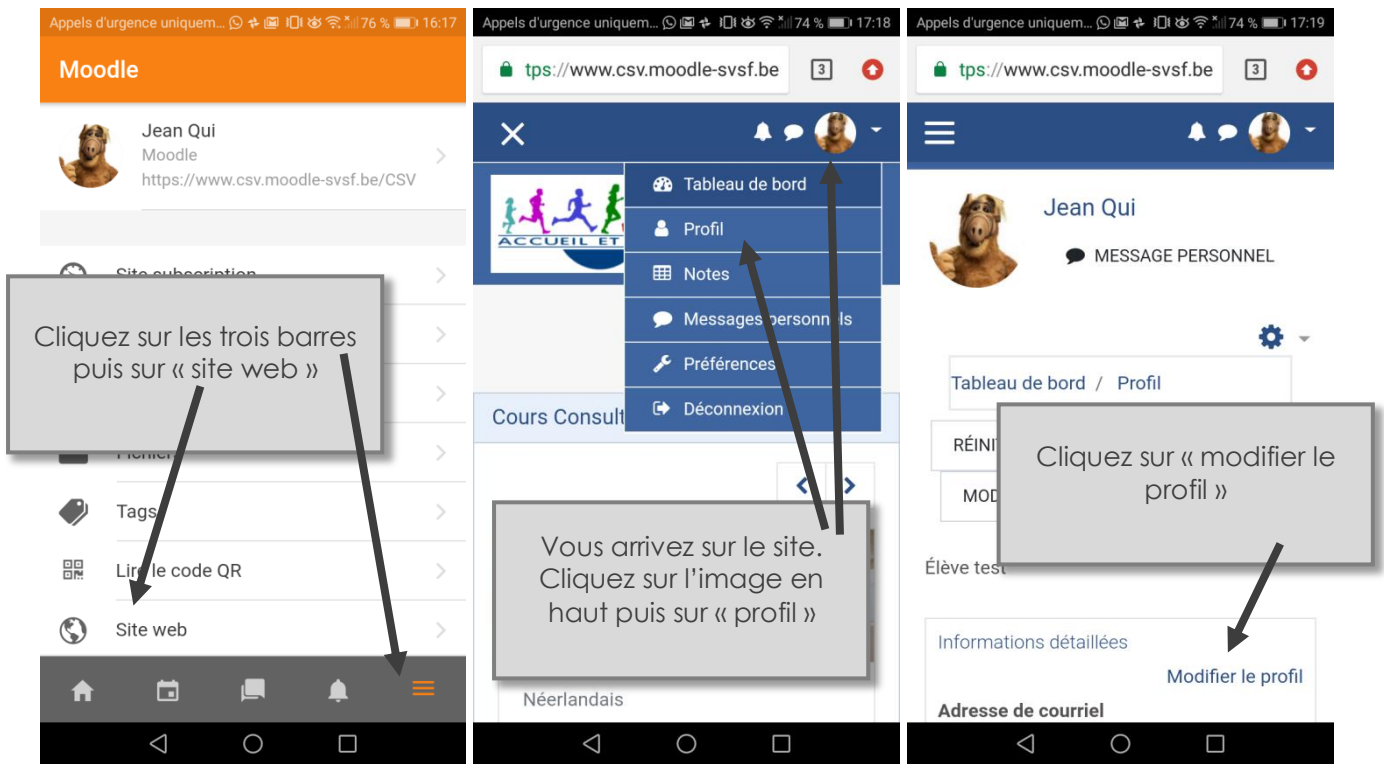 Appels d'urgence uniquem... 76 % 16:17
Moodle
Jean Qui
Moodle
https://www.csv.moodle-svsf.be/CSV
Site subscription
Cliquez sur les trois barres
puis sur « site web »
Fichiers
Tags
Lire le code QR
Site web
Appels d'urgence uniquem... 74 % 17:18
tps://www.csv.moodle-svsf.be 3
ACCUEIL ET
Tableau de bord
Profil
Notes
Messages personnels
Préférences
Déconnexion
Cours Consult
Vous arrivez sur le site.
Cliquez sur l’image en
haut puis sur « profil »
Néerlandais
Appels d'urgence uniquem... 74 % 17:19
tps://www.csv.moodle-svsf.be 3
Jean Qui
MESSAGE PERSONNEL
Tableau de bord / Profil
RÉINI
MOD
Cliquez sur « modifier le
profil »
Élève test
Informations détaillées
Modifier le profil
Adresse de courriel